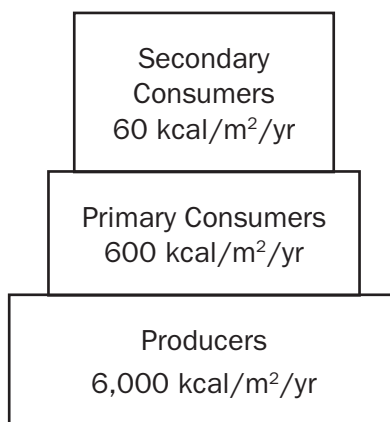 Secondary
Consumers
60 kcal/m²/yr
Primary Consumers
600 kcal/m²/yr
Producers
6,000 kcal/m²/yr